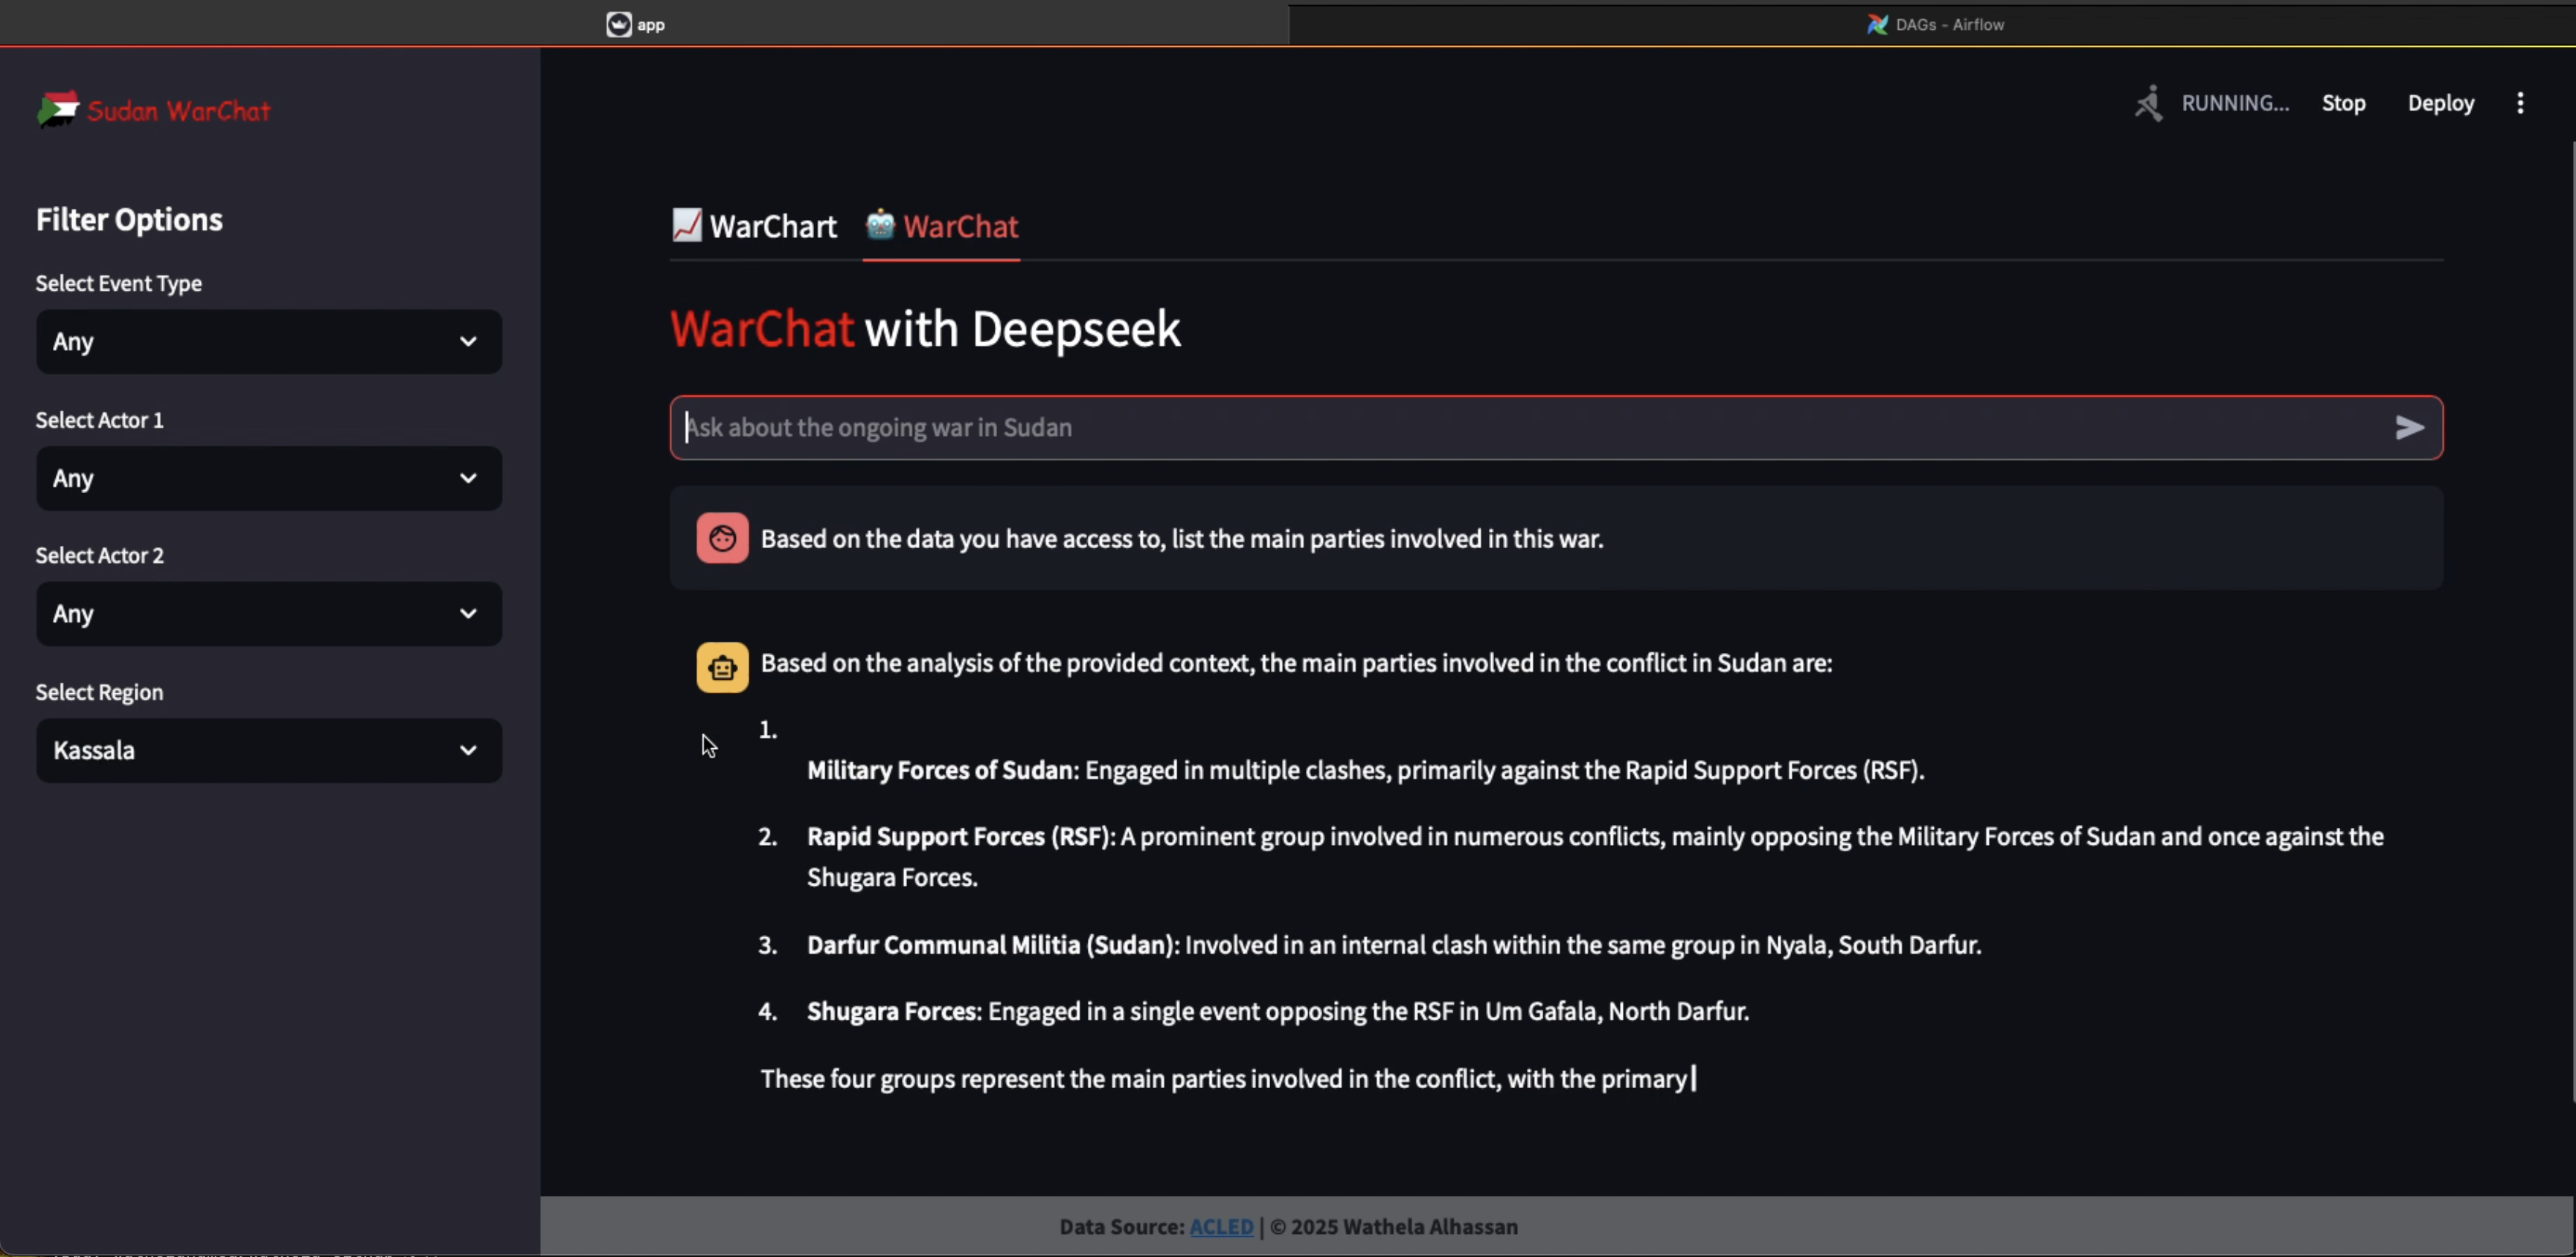 app
DAGs - Airflow
Sudan WarChat
RUNNING...
Stop
Deploy
Filter Options
Select Event Type
Any
Select Actor 1
Any
Select Actor 2
Any
Select Region
Kassala
WarChart
WarChat
WarChat with Deepseek
Ask about the ongoing war in Sudan
Based on the data you have access to, list the main parties involved in this war.
Based on the analysis of the provided context, the main parties involved in the conflict in Sudan are:
1.
Military Forces of Sudan: Engaged in multiple clashes, primarily against the Rapid Support Forces (RSF).
2. Rapid Support Forces (RSF): A prominent group involved in numerous conflicts, mainly opposing the Military Forces of Sudan and once against the
Shugara Forces.
3. Darfur Communal Militia (Sudan): Involved in an internal clash within the same group in Nyala, South Darfur.
4. Shugara Forces: Engaged in a single event opposing the RSF in Um Gafala, North Darfur.
These four groups represent the main parties involved in the conflict, with the primary
Data Source: ACLED | © 2025 Wathela Alhassan